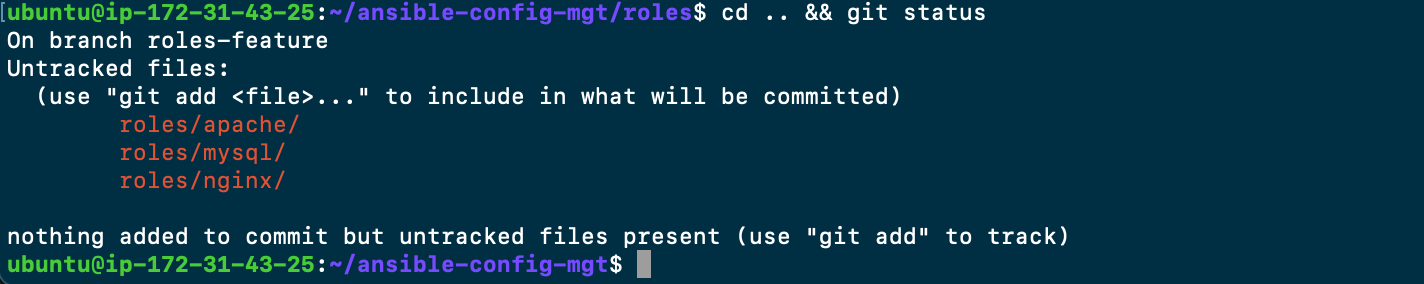 ubuntu@ip-172-31-43-25:~/ansible-config-mgt/roles$ cd .. && git status
On branch roles-feature
Untracked files:
  (use "git add <file>..." to include in what will be committed)
        roles/apache/
        roles/mysql/
        roles/nginx/

nothing added to commit but untracked files present (use "git add" to track)
ubuntu@ip-172-31-43-25:~/ansible-config-mgt$